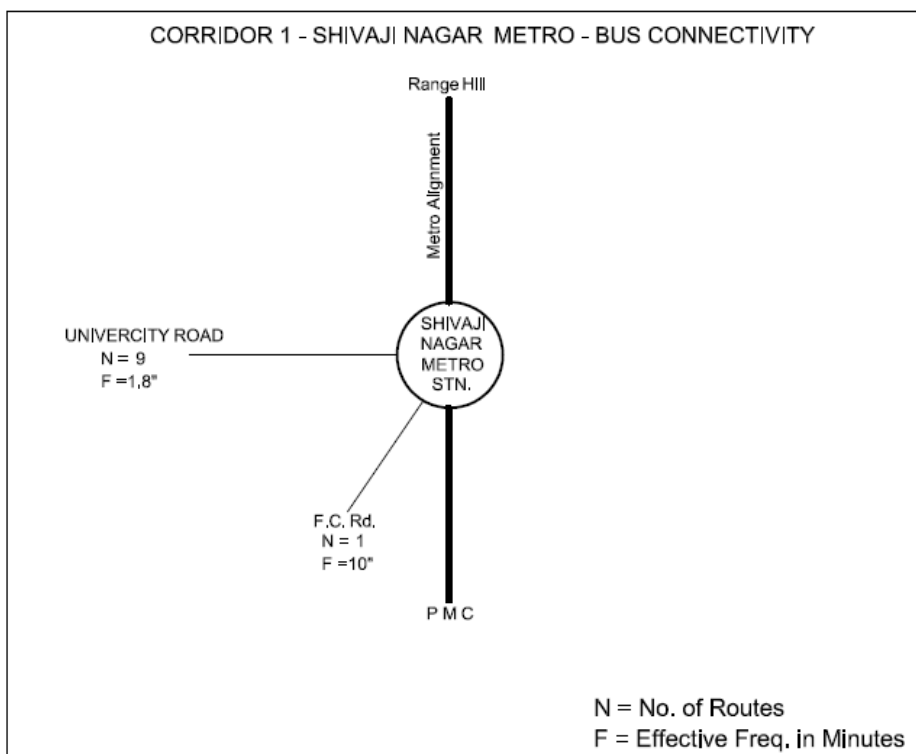 CORRIDOR 1 - SHIVAJI NAGAR METRO - BUS CONNECTIVITY
Range Hill
Metro Alignment
SHIVAJI
NAGAR
METRO
STN.
UNIVERCITY ROAD
N = 9
F =1.8"
F.C. Rd.
N = 1
F =10"
P M C
N = No. of Routes
F = Effective Freq. in Minutes